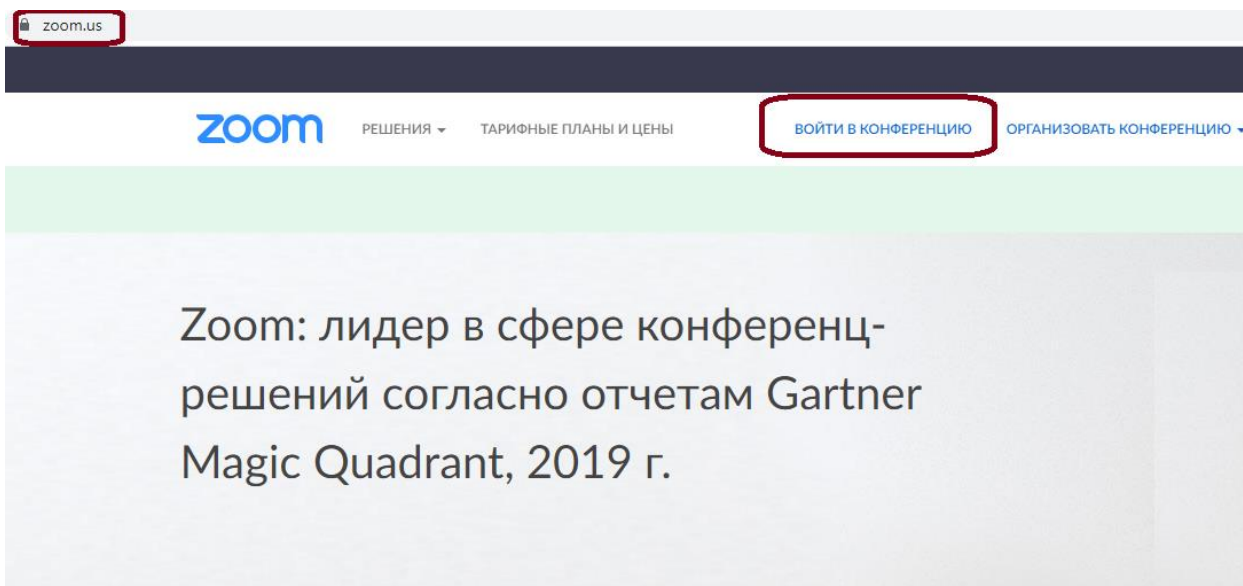 zoom.us
zoom РЕШЕНИЯ ТАРИФНЫЕ ПЛАНЫ И ЦЕНЫ ВОЙТИ В КОНФЕРЕНЦИЮ ОРГАНИЗОВАТЬ КОНФЕРЕНЦИЮ
Zoom: лидер в сфере конференц-
решений согласно отчетам Gartner
Magic Quadrant, 2019 г.